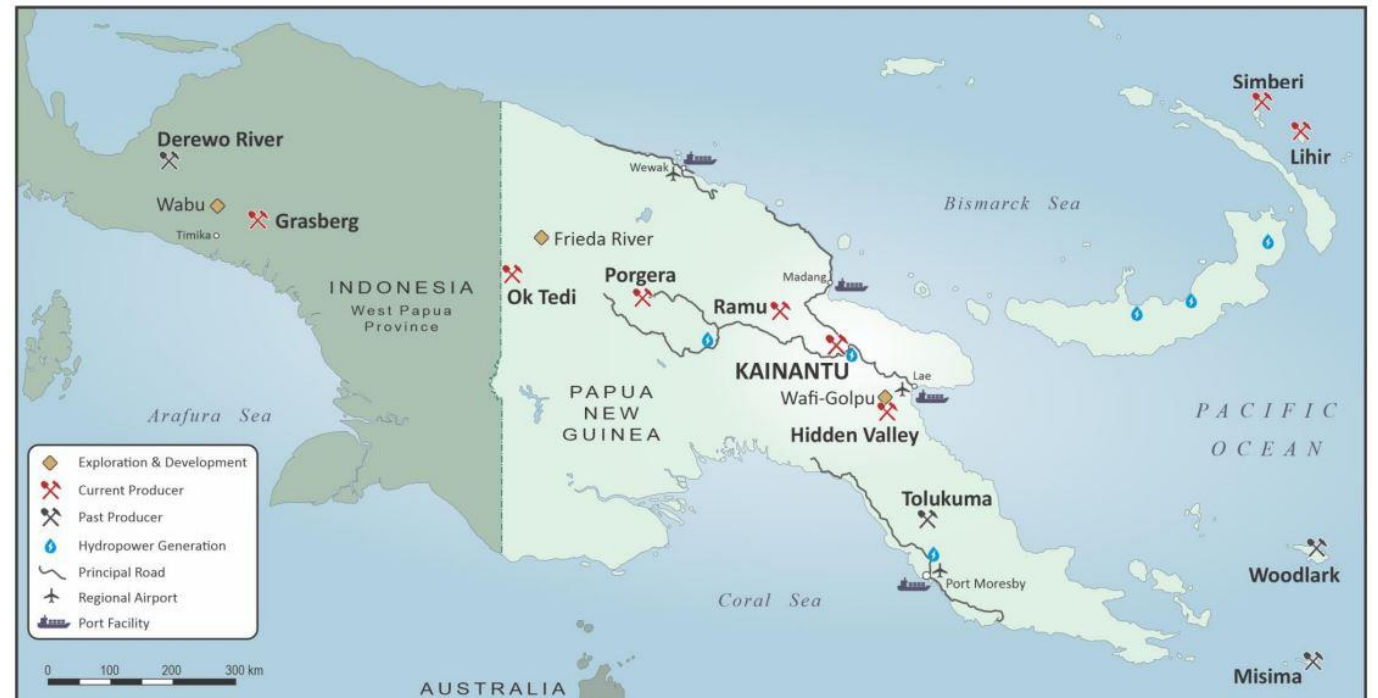 Simberi
Lihir
Derewo River
Wabu
Grasberg
Timika
Wewak
Bismarck Sea
Frieda River
Ok Tedi
Porgera
Madang
Ramu
INDONESIA
West Papua
Province
KAINANTU
Lae
Wafi-Golpu
Hidden Valley
PAPUA
NEW
GUINEA
Arafura Sea
PACIFIC
OCEAN
Exploration & Development
Current Producer
Past Producer
Hydropower Generation
Principal Road
Regional Airport
Port Facility
Tolukuma
Port Moresby
Woodlark
Coral Sea
Misima
0 100 200 300 km
AUSTRALIA